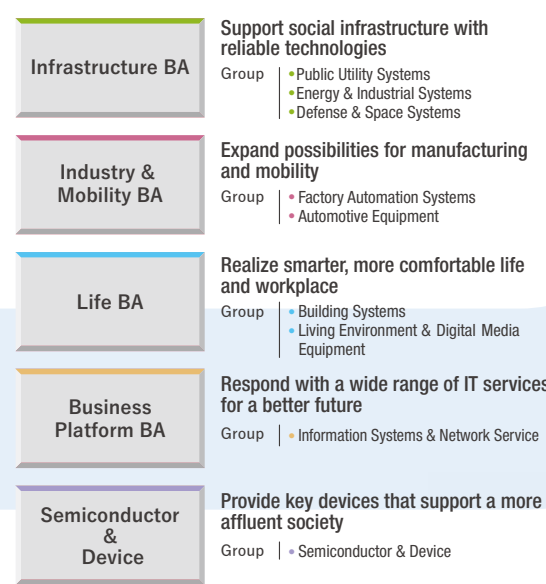 Infrastructure BA
Support social infrastructure with
reliable technologies
Group
• Public Utility Systems
• Energy & Industrial Systems
• Defense & Space Systems
Industry &
Mobility BA
Expand possibilities for manufacturing
and mobility
Group
• Factory Automation Systems
• Automotive Equipment
Life BA
Realize smarter, more comfortable life
and workplace
Group
• Building Systems
• Living Environment & Digital Media
Equipment
Business
Platform BA
Respond with a wide range of IT services
for a better future
Group
• Information Systems & Network Service
Semiconductor
&
Device
Provide key devices that support a more
affluent society
Group
• Semiconductor & Device